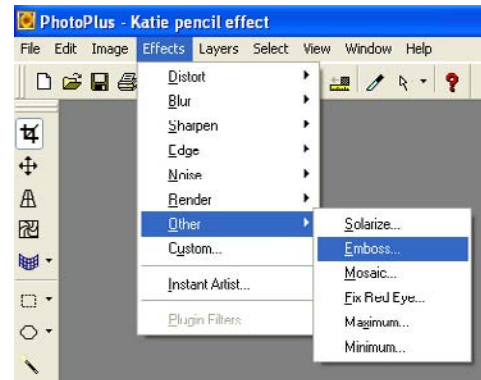 PhotoPlus - Katie pencil effect
File Edit Image Effects Layers Select View Window Help
Distort
Blur
Sharpen
Edge
Noise
Render
Other
Custom...
Instant Artist...
Plugin Filters
Solarize...
Emboss...
Mosaic...
Fix Red Eye...
Maximum...
Minimum...